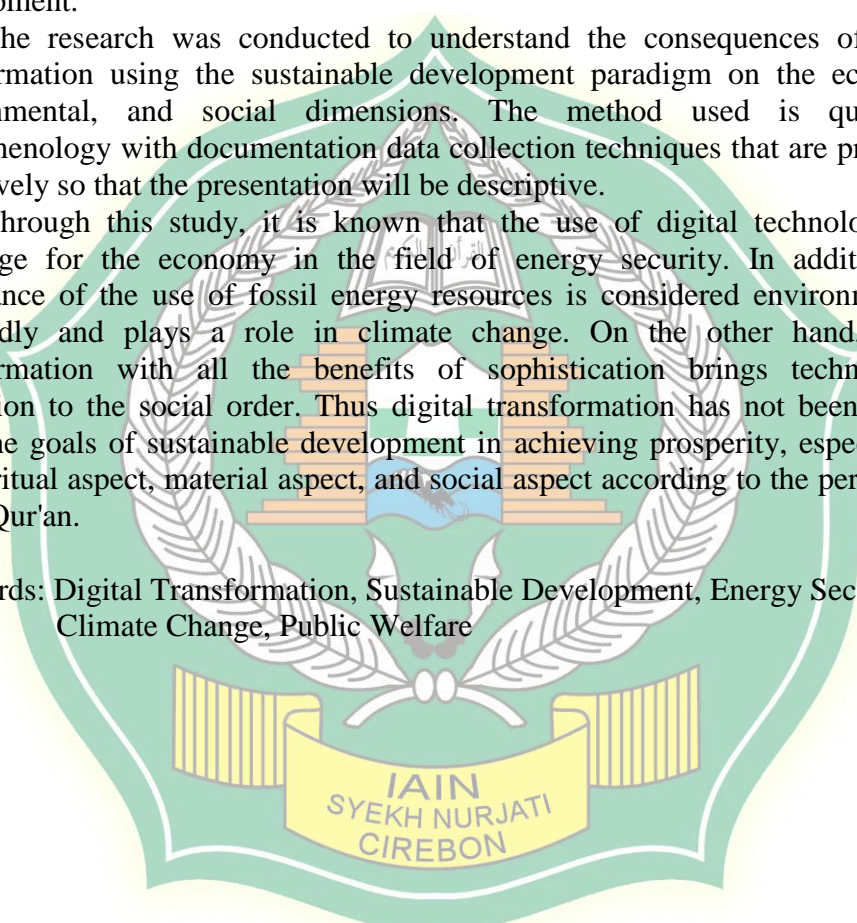 pment.
he research was conducted to understand the consequences of
rmation using the sustainable development paradigm on the ec
nmental, and social dimensions. The method used is qu
nenology with documentation data collection techniques that are pr
vely so that the presentation will be descriptive.
hrough this study, it is known that the use of digital technolo
ge for the economy in the field of energy security. In addit
ance of the use of fossil energy resources is considered environm
dly and plays a role in climate change. On the other hand,
rmation with all the benefits of sophistication brings techn
ion to the social order. Thus digital transformation has not been
ne goals of sustainable development in achieving prosperity, espec
ritual aspect, material aspect, and social aspect according to the per
Qur'an.
rds: Digital Transformation, Sustainable Development, Energy Sec
Climate Change, Public Welfare
IAIN
SYEKH NURJATI
CIREBON